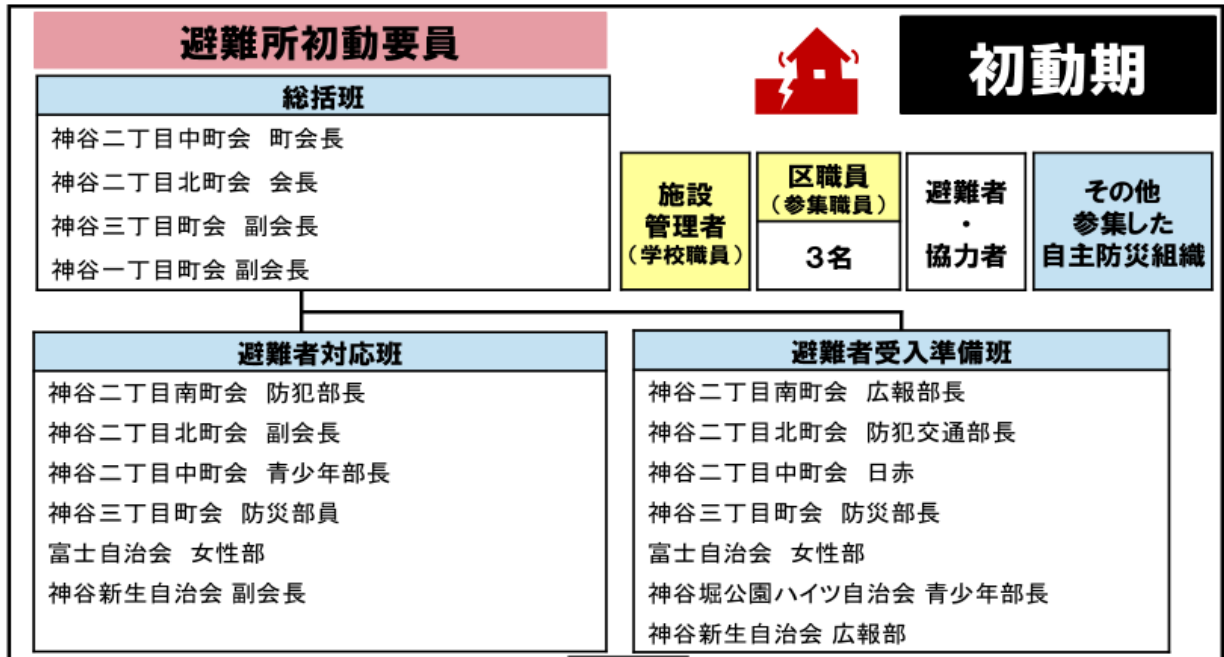 避難所初動要員
初動期
総括班
神谷二丁目中町会 町会長
神谷二丁目北町会 会長
神谷三丁目町会 副会長
神谷一丁目町会 副会長
施設
管理者
（学校職員）
区職員
（参集職員）
3名
避難者
・
協力者
その他
参集した
自主防災組織
避難者対応班
神谷二丁目南町会 防犯部長
神谷二丁目北町会 副会長
神谷二丁目中町会 青少年部長
神谷三丁目町会 防災部員
富士自治会 女性部
神谷新生自治会 副会長
避難者受入準備班
神谷二丁目南町会 広報部長
神谷二丁目北町会 防犯交通部長
神谷二丁目中町会 日赤
神谷三丁目町会 防災部長
富士自治会 女性部
神谷堀公園ハイツ自治会 青少年部長
神谷新生自治会 広報部